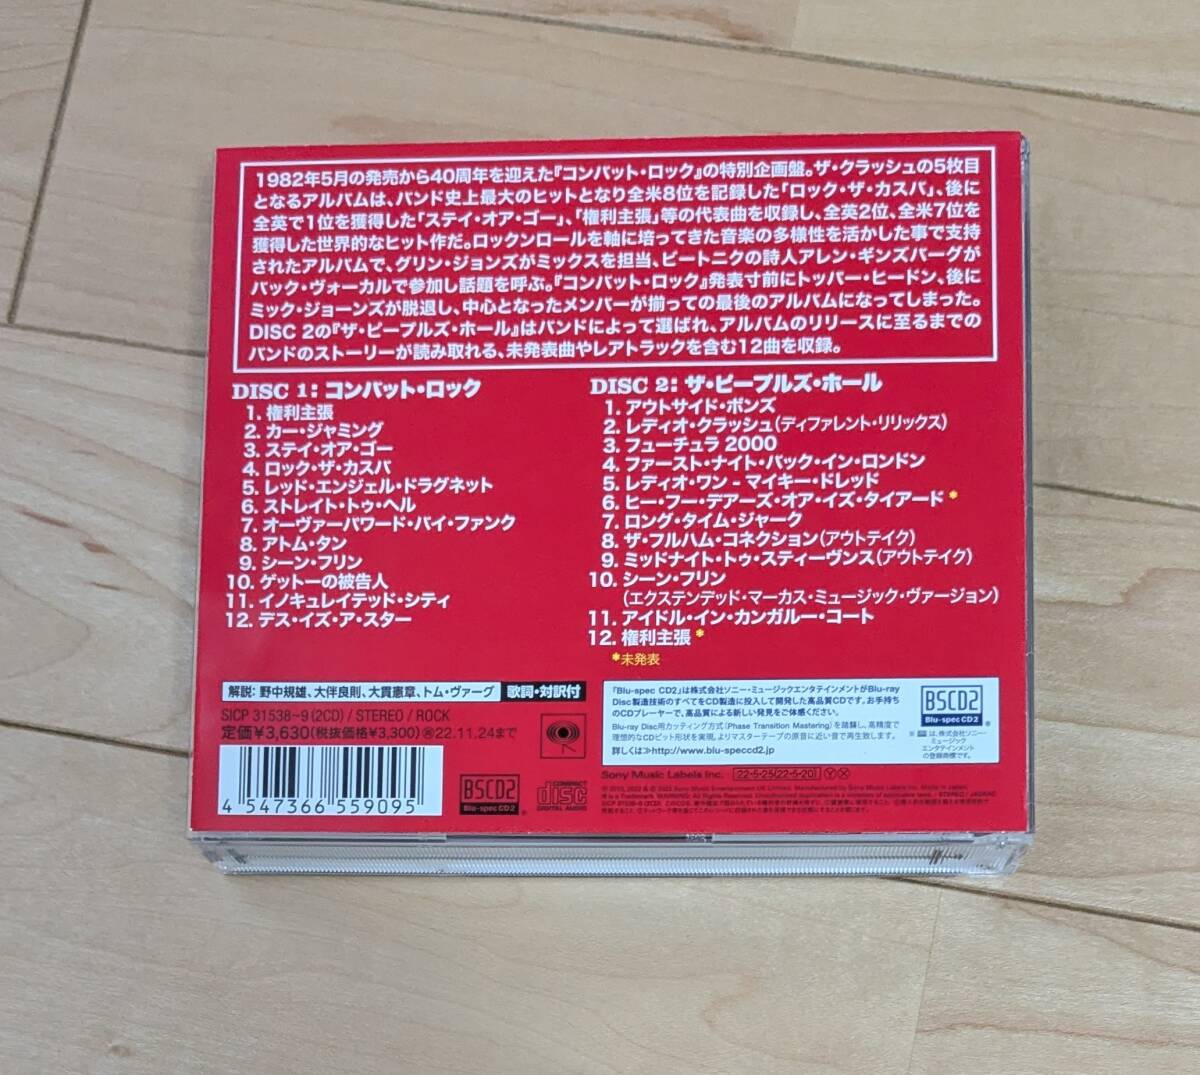 1982年5月の発売から40周年を迎えた『コンバット・ロック』の特別企画盤。ザ・クラッシュの5枚目
となるアルバムは、バンド史上最大のヒットとなり全米8位を記録した「ロック・ザ・カスバ」、後に
全英で1位を獲得した「ステイ・オア・ゴー」、「権利主張」等の代表曲を収録し、全英2位、全米7位を
獲得した世界的なヒット作だ。ロックンロールを軸に培ってきた音楽の多様性を活かした事で支持
されたアルバムで、グリン・ジョンズがミックスを担当、ビートニクの詩人アレン・ギンズバーグが
バック・ヴォーカルで参加し話題を呼ぶ。『コンバット・ロック』発表寸前にトッパー・ヒードン、後に
ミック・ジョーンズが脱退し、中心となったメンバーが揃っての最後のアルバムになってしまった。
DISC 2の『ザ・ピープルズ・ホール』はバンドによって選ばれ、アルバムのリリースに至るまでの
バンドのストーリーが読み取れる、未発表曲やレアトラックを含む12曲を収録。
DISC 1: コンバット・ロック
1. 権利主張
2. カー・ジャミング
3. ステイ・オア・ゴー
4. ロック・ザ・カスバ
5. レッド・エンジェル・ドラグネット
6. ストレイト・トゥ・ヘル
7. オーヴァーパワード・バイ・ファンク
8. アトム・タン
9. シーン・フリン
10. ゲットーの被告人
11. イノキュレイテッド・シティ
12. デス・イズ・ア・スター
DISC 2: ザ・ピープルズ・ホール
1. アウトサイド・ボンズ
2. レディオ・クラッシュ(ディファレント・リリックス)
3. フューチュラ 2000
4. ファースト・ナイト・バック・イン・ロンドン
5. レディオ・ワン - マイキー・ドレッド
6. ヒー・フー・デアーズ・オア・イズ・タイアード*
7. ロング・タイム・ジャーク
8. ザ・フルハム・コネクション(アウトテイク)
9. ミッドナイト・トゥ・スティーヴンス(アウトテイク)
10. シーン・フリン
(エクステンデッド・マーカス・ミュージック・ヴァージョン)
11. アイドル・イン・カンガルー・コート
12. 権利主張*
*未発表
解説：野中規雄、大伴良則、大貫憲章、トム・ヴァーグ 歌詞・対訳付
SICP 31538~9(2CD) / STEREO / ROCK
定価¥3,630(税抜価格¥3,300)㊢22.11.24まで
4 547366 559095
BSCD2
Blu-spec CD2
COMPACT
disc
DIGITAL AUDIO
「Blu-spec CD2」は株式会社ソニー・ミュージックエンタテインメントがBlu-ray
Disc製造技術のすべてをCD製造に投入して開発した高品質CDです。お手持ち
のCDプレーヤーで、高品質による新しい発見をご体感ください。
Blu-ray Disc用カッティング方式(Phase Transition Mastering)を踏襲し、高精度で
理想的なCDピット形状を実現。よりマスターテープの原音に近い音で再生致します。
詳しくは≫http://www.blu-speccd2.jp
BSCD2
Blu-spec CD2
は、株式会社ソニー・
ミュージック
エンタテインメント
の登録商標です。
Sony Music Labels Inc. 22-5-25(22-5-20) Ⓨ Ⓧ